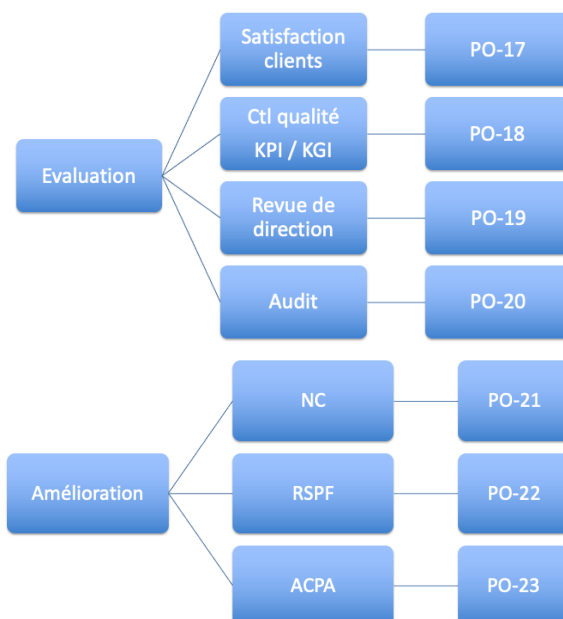 Satisfaction
clients
PO-17
Ctl qualité
KPI / KGI
PO-18
Evaluation
Revue de
direction
PO-19
Audit
PO-20
NC
PO-21
Amélioration
RSPF
PO-22
ACPA
PO-23